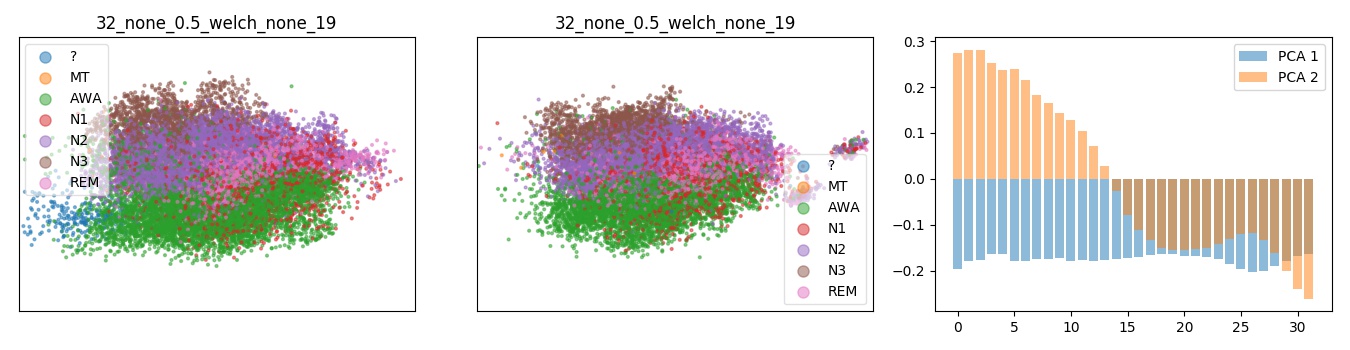 32_none_0.5_welch_none_19
?
MT
AWA
N1
N2
N3
REM
32_none_0.5_welch_none_19
?
MT
AWA
N1
N2
N3
REM
PCA 1
PCA 2
0.3
0.2
0.1
0.0
−0.1
−0.2
0 5 10 15 20 25 30